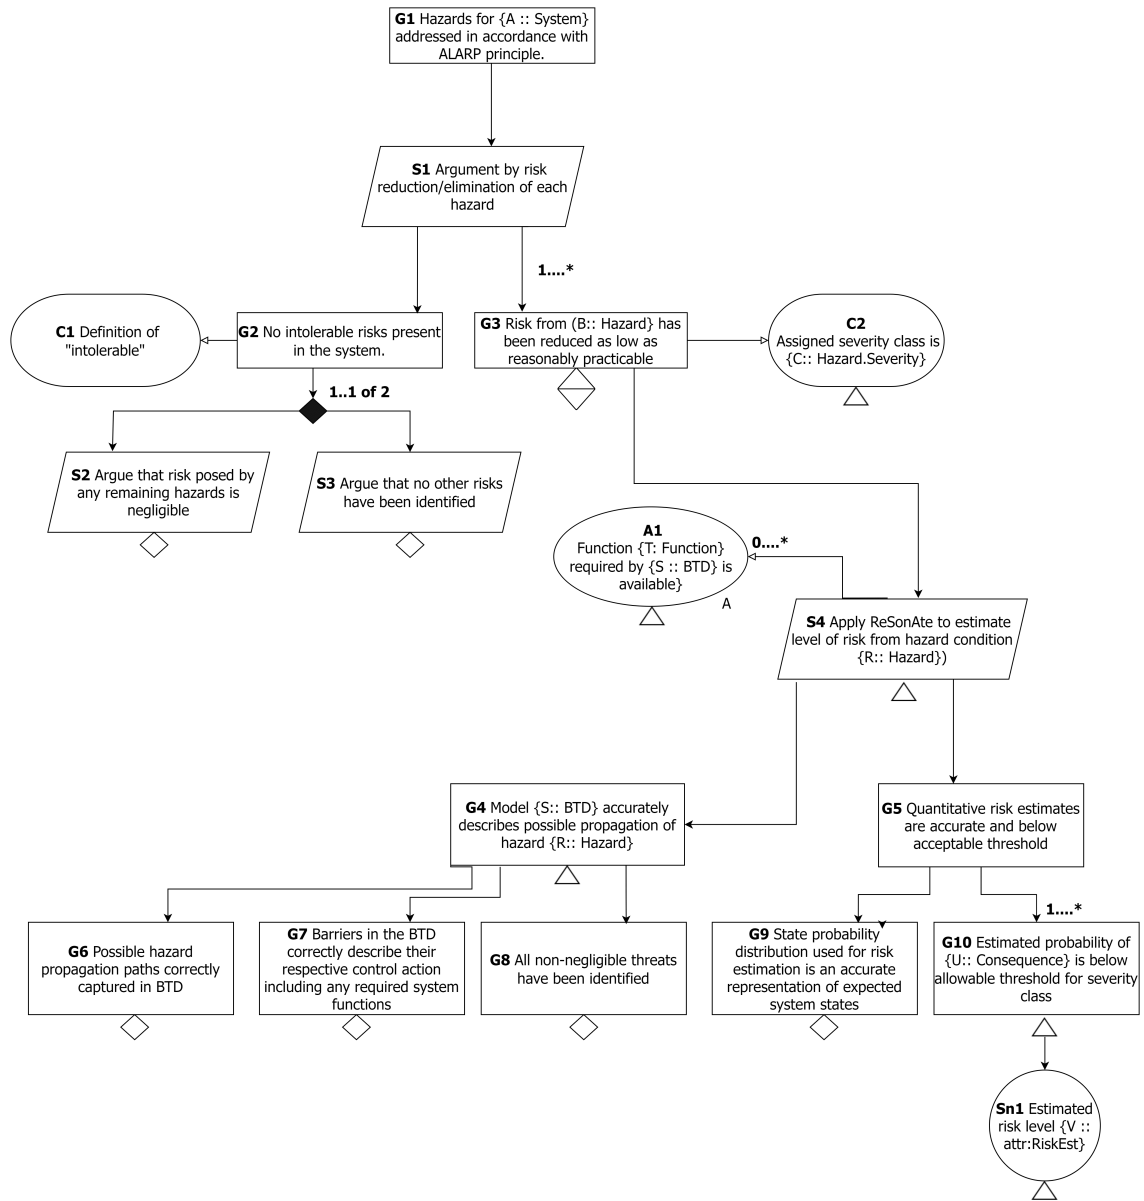 G1 Hazards for {A :: System}
addressed in accordance with
ALARP principle.
S1 Argument by risk
reduction/elimination of each
hazard
1....*
C1 Definition of
"intolerable"
G2 No intolerable risks present
in the system.
G3 Risk from (B:: Hazard} has
been reduced as low as
reasonably practicable
C2
Assigned severity class is
{C:: Hazard.Severity}
1..1 of 2
S2 Argue that risk posed by
any remaining hazards is
negligible
S3 Argue that no other risks
have been identified
A1
Function {T: Function}
required by {S :: BTD} is
available}
A
0....*
S4 Apply ReSonAte to estimate
level of risk from hazard condition
{R:: Hazard})
G4 Model {S:: BTD} accurately
describes possible propagation of
hazard {R:: Hazard}
G5 Quantitative risk estimates
are accurate and below
acceptable threshold
1....*
G6 Possible hazard
propagation paths correctly
captured in BTD
G7 Barriers in the BTD
correctly describe their
respective control action
including any required system
functions
G8 All non-negligible threats
have been identified
G9 State probability
distribution used for risk
estimation is an accurate
representation of expected
system states
G10 Estimated probability of
{U:: Consequence} is below
allowable threshold for severity
class
Sn1 Estimated
risk level {V ::
attr:RiskEst}